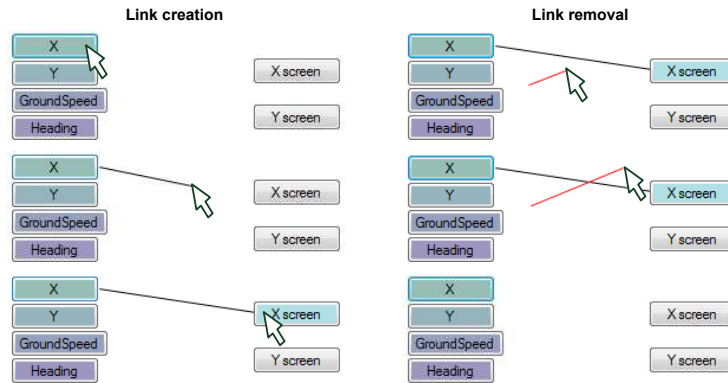 Link creation
X
Y
GroundSpeed
Heading
X screen
Y screen
X
Y
GroundSpeed
Heading
X screen
Y screen
X
Y
GroundSpeed
Heading
X screen
Y screen
Link removal
X
Y
GroundSpeed
Heading
X screen
Y screen
X
Y
GroundSpeed
Heading
X screen
Y screen
X
Y
GroundSpeed
Heading
X screen
Y screen